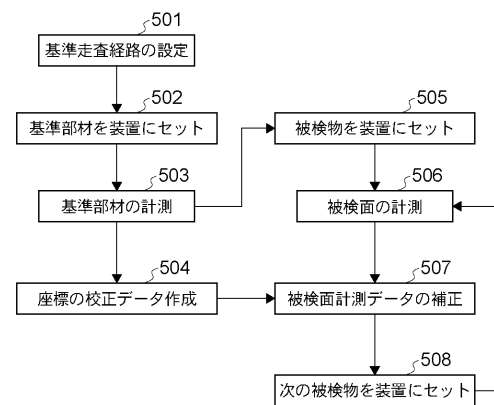 501
基準走査経路の設定
502
基準部材を装置にセット
503
基準部材の計測
504
座標の校正データ作成
505
被検物を装置にセット
506
被検面の計測
507
被検面計測データの補正
508
次の被検物を装置にセット